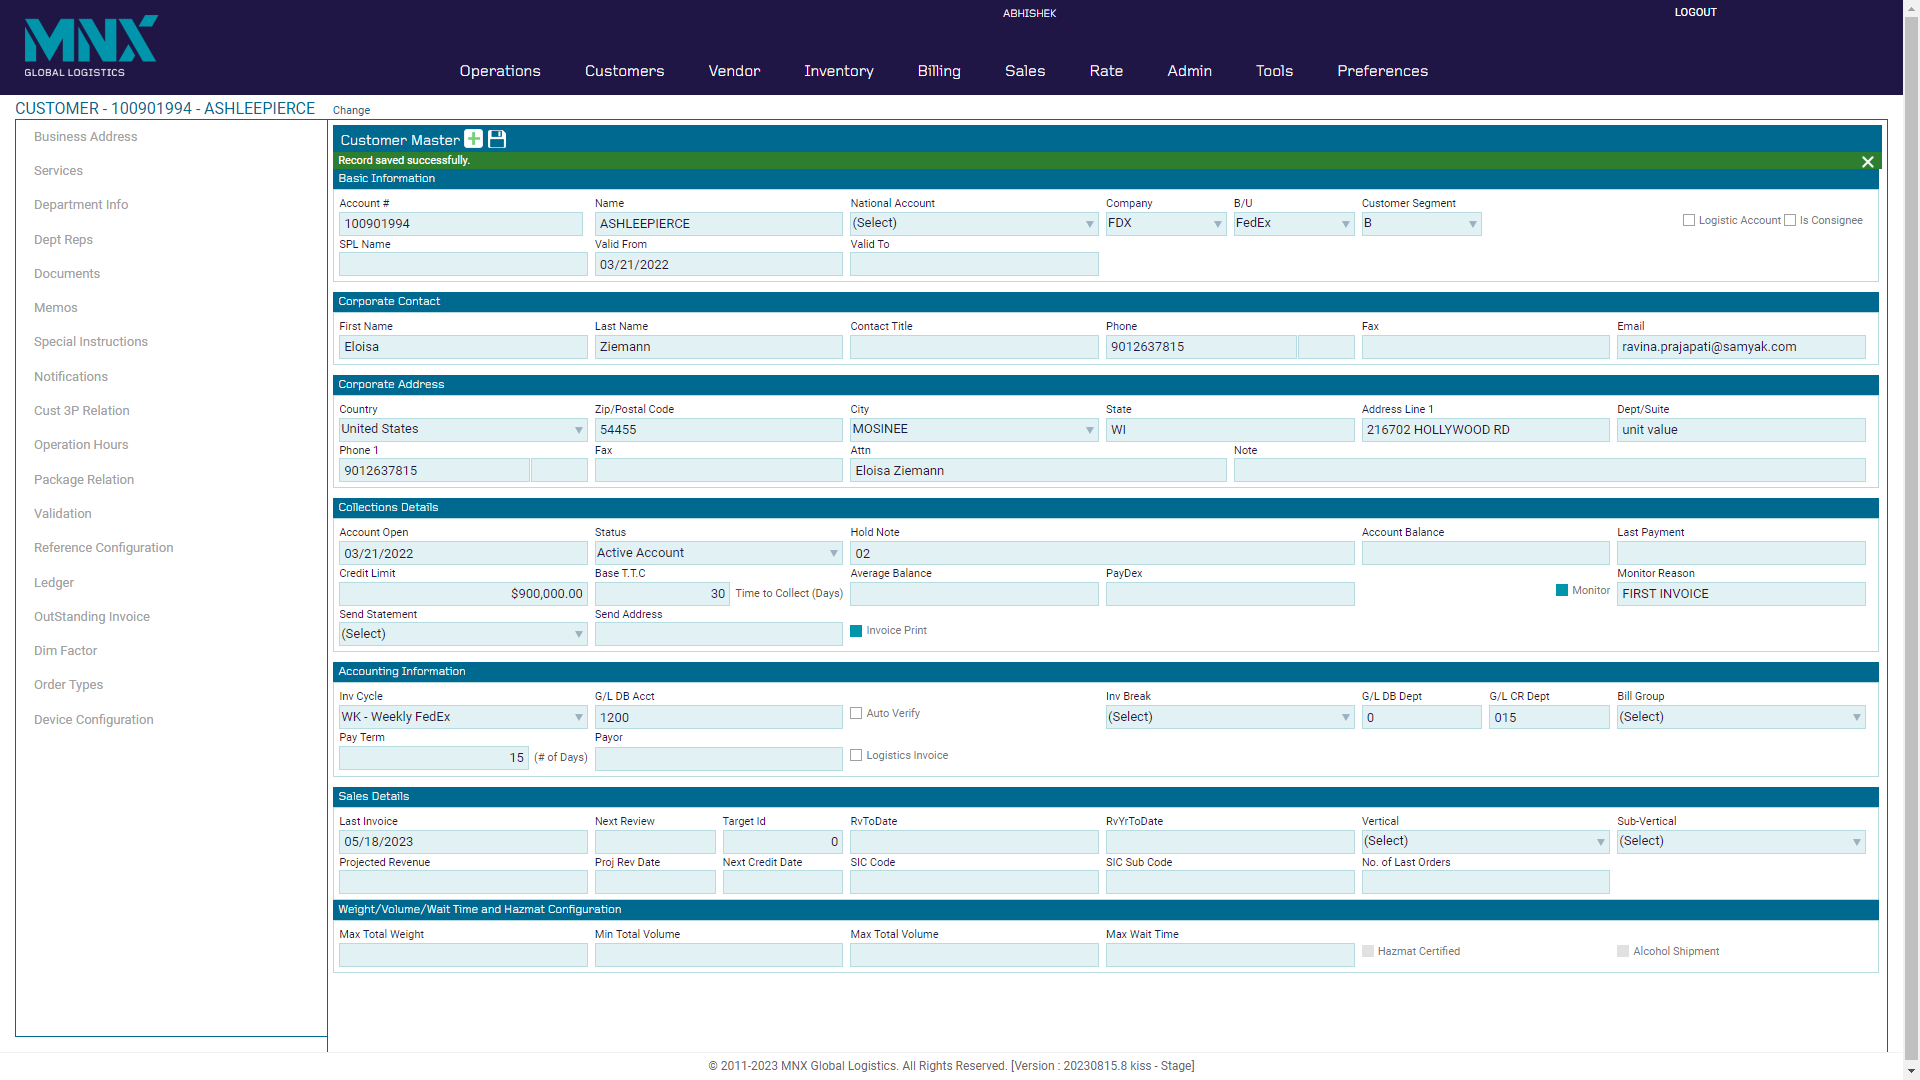 MNX
GLOBAL LOGISTICS
ABHISHEK
LOGOUT
Operations Customers Vendor Inventory Billing Sales Rate Admin Tools Preferences
CUSTOMER - 100901994 - ASHLEEPIERCE Change
Business Address
Services
Department Info
Dept Reps
Documents
Memos
Special Instructions
Notifications
Cust 3P Relation
Operation Hours
Package Relation
Validation
Reference Configuration
Ledger
OutStanding Invoice
Dim Factor
Order Types
Device Configuration
Customer Master
Record saved successfully.
Basic Information
Account # Name National Account Company B/U Customer Segment
100901994 ASHLEEPIERCE (Select) FDX FedEx B Logistic Account Is Consignee
SPL Name Valid From Valid To
03/21/2022
Corporate Contact
First Name Last Name Contact Title Phone Fax Email
Eloisa Ziemann 9012637815 ravina.prajapati@samyak.com
Corporate Address
Country Zip/Postal Code City State Address Line 1 Dept/Suite
United States 54455 MOSINEE WI 216702 HOLLYWOOD RD unit value
Phone 1 Fax Attn Note
9012637815 Eloisa Ziemann
Collections Details
Account Open Status Hold Note Account Balance Last Payment
03/21/2022 Active Account 02
Credit Limit Base T.T.C Average Balance PayDex Monitor Reason
$900,000.00 30 Time to Collect (Days) Monitor FIRST INVOICE
Send Statement Send Address
(Select) Invoice Print
Accounting Information
Inv Cycle G/L DB Acct Inv Break G/L DB Dept G/L CR Dept Bill Group
WK - Weekly FedEx 1200 Auto Verify (Select) 0 015 (Select)
Pay Term Payor
15 (# of Days) Logistics Invoice
Sales Details
Last Invoice Next Review Target Id RvToDate RvYrToDate Vertical Sub-Vertical
05/18/2023 0 (Select) (Select)
Projected Revenue Proj Rev Date Next Credit Date SIC Code SIC Sub Code No. of Last Orders
Weight/Volume/Wait Time and Hazmat Configuration
Max Total Weight Min Total Volume Max Total Volume Max Wait Time
Hazmat Certified Alcohol Shipment
© 2011-2023 MNX Global Logistics. All Rights Reserved. [Version : 20230815.8 kiss - Stage]